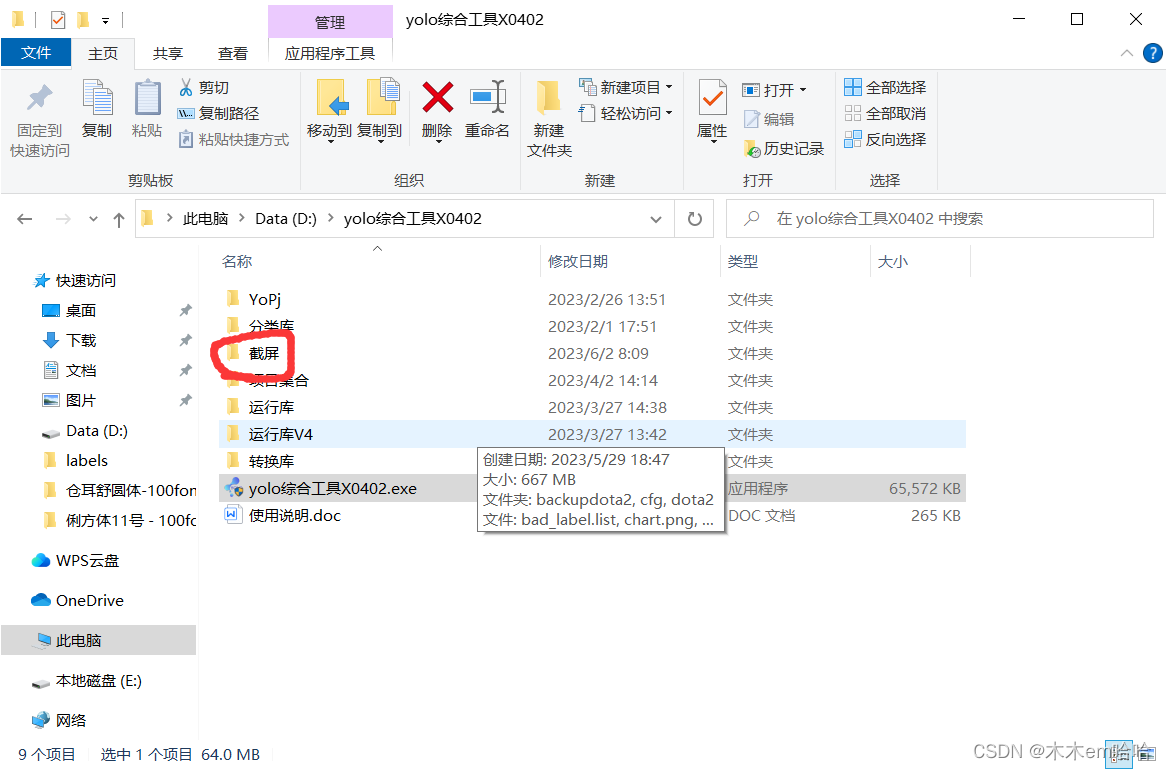 管理
yolo综合工具X0402
文件
主页
共享
查看
应用程序工具
?
固定到
快速访问
复制
粘贴
剪切
复制路径
粘贴快捷方式
剪贴板
移动到
复制到
删除
重命名
组织
新建
文件夹
新建项目
轻松访问
新建
属性
打开
编辑
历史记录
打开
全部选择
全部取消
反向选择
选择
此电脑
Data (D:)
yolo综合工具X0402
在 yolo综合工具X0402 中搜索
快速访问
桌面
下载
文档
图片
Data (D:)
labels
仓耳舒圆体-100fon
俐方体11号 - 100fc
WPS云盘
OneDrive
此电脑
本地磁盘 (E:)
网络
名称 修改日期 类型 大小
YoPj 2023/2/26 13:51 文件夹
分类库 2023/2/1 17:51 文件夹
截屏 2023/6/2 8:09 文件夹
项目集合 2023/4/2 14:14 文件夹
运行库 2023/3/27 14:38 文件夹
运行库V4 2023/3/27 13:42 文件夹
转换库 文件夹
yolo综合工具X0402.exe 应用程序 65,572 KB
使用说明.doc DOC 文档 265 KB
创建日期: 2023/5/29 18:47
大小: 667 MB
文件夹: backupdota2, cfg, dota2
文件: bad_label.list, chart.png, ...
9 个项目 选中 1 个项目 64.0 MB
CSDN @木木em哈哈